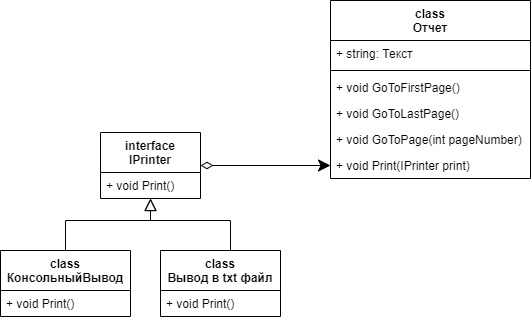 class
Отчет
+ string: Текст
+ void GoToFirstPage()
+ void GoToLastPage()
+ void GoToPage(int pageNumber)
+ void Print(IPrinter print)
interface
IPrinter
+ void Print()
class
КонсольныйВывод
+ void Print()
class
Вывод в txt файл
+ void Print()